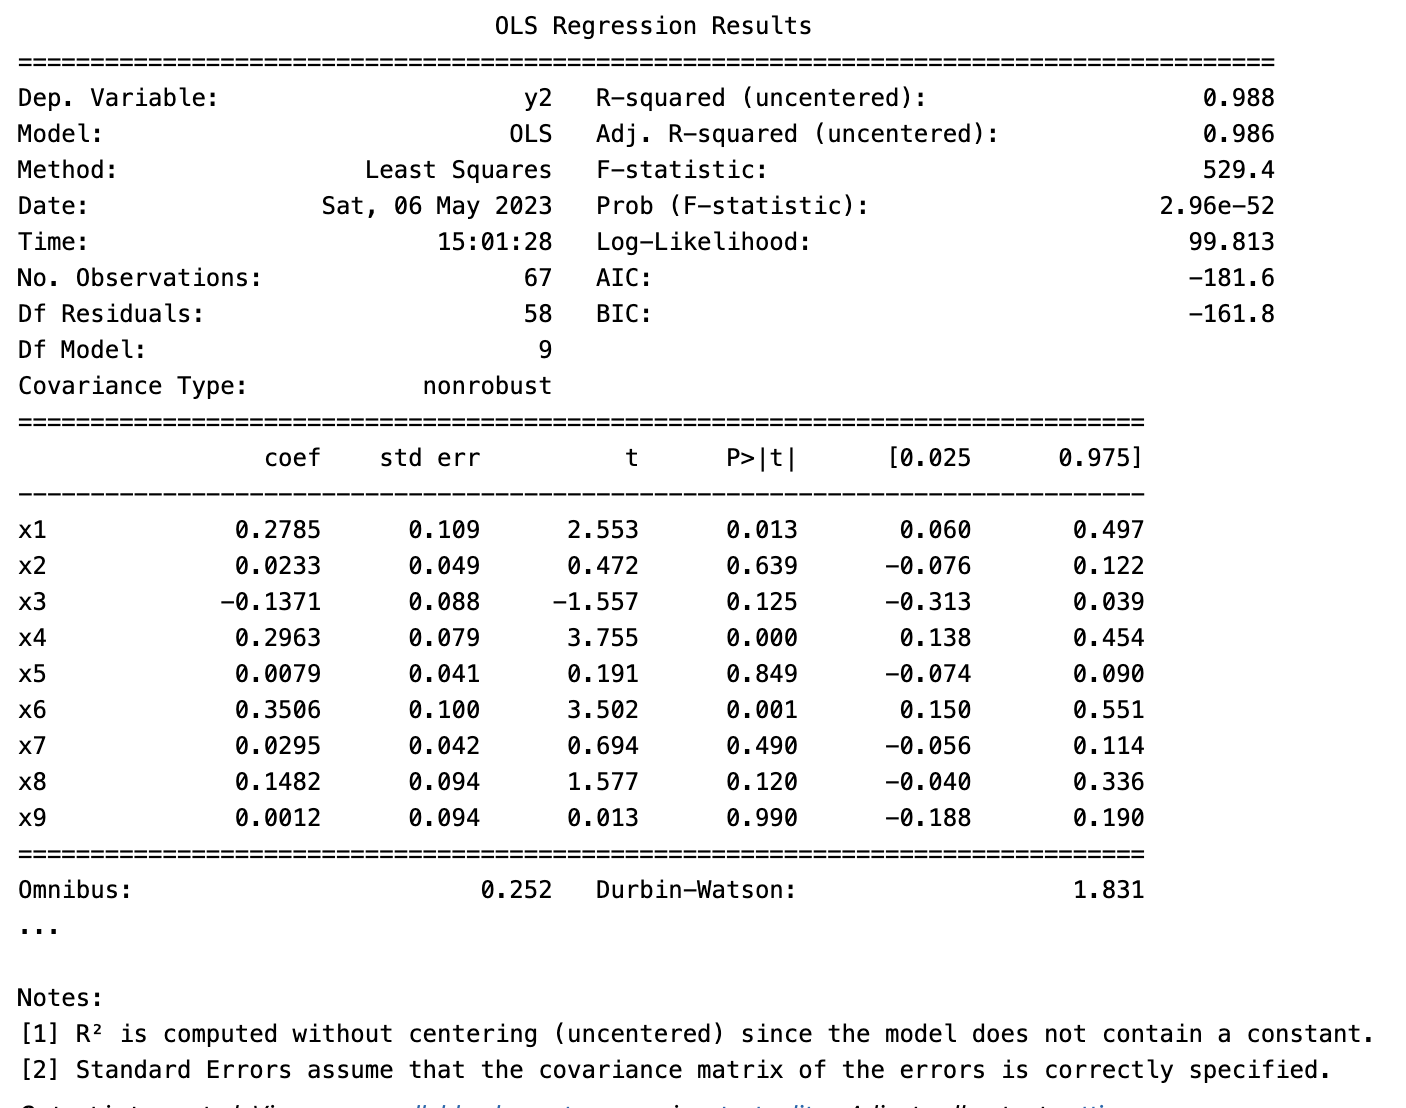 OLS Regression Results
==============================================================================
Dep. Variable: y2 R-squared (uncentered): 0.988
Model: OLS Adj. R-squared (uncentered): 0.986
Method: Least Squares F-statistic: 529.4
Date: Sat, 06 May 2023 Prob (F-statistic): 2.96e-52
Time: 15:01:28 Log-Likelihood: 99.813
No. Observations: 67 AIC: -181.6
Df Residuals: 58 BIC: -161.8
Df Model: 9
Covariance Type: nonrobust
==============================================================================
coef std err t P>|t| [0.025 0.975]
------------------------------------------------------------------------------
x1 0.2785 0.109 2.553 0.013 0.060 0.497
x2 0.0233 0.049 0.472 0.639 -0.076 0.122
x3 -0.1371 0.088 -1.557 0.125 -0.313 0.039
x4 0.2963 0.079 3.755 0.000 0.138 0.454
x5 0.0079 0.041 0.191 0.849 -0.074 0.090
x6 0.3506 0.100 3.502 0.001 0.150 0.551
x7 0.0295 0.042 0.694 0.490 -0.056 0.114
x8 0.1482 0.094 1.577 0.120 -0.040 0.336
x9 0.0012 0.094 0.013 0.990 -0.188 0.190
==============================================================================
Omnibus: 0.252 Durbin-Watson: 1.831
...
Notes:
[1] R² is computed without centering (uncentered) since the model does not contain a constant.
[2] Standard Errors assume that the covariance matrix of the errors is correctly specified.